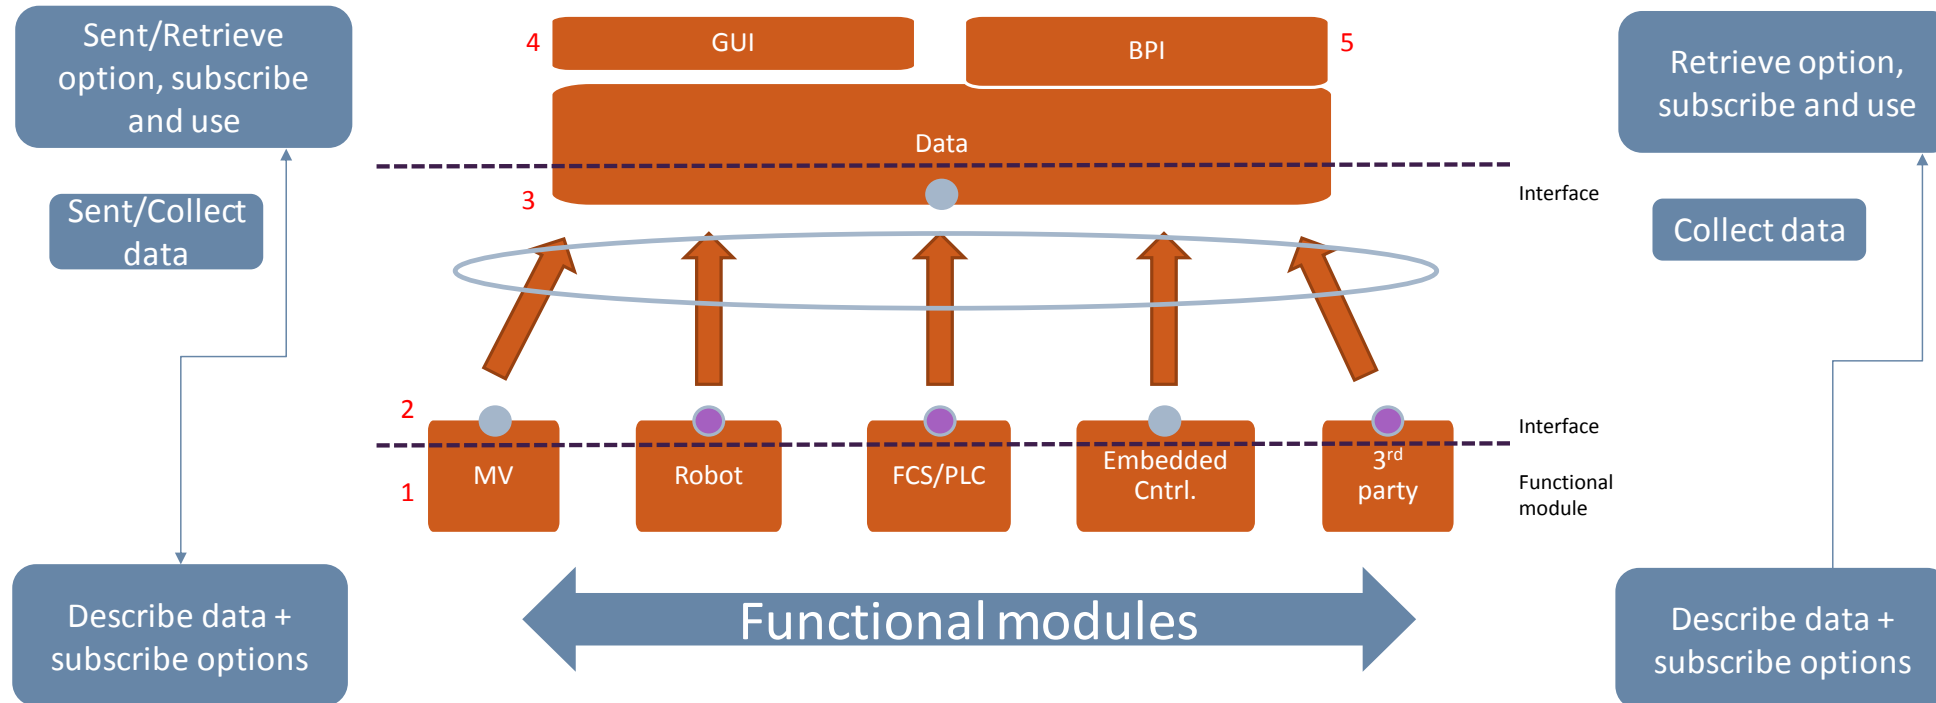 Sent/Retrieve
option, subscribe
and use
4
GUI
BPI
5
Retrieve option,
subscribe and use
Data
Sent/Collect
data
3
Interface
Collect data
2
Interface
1
MV
Robot
FCS/PLC
Embedded
Cntrl.
3rd
party
Functional
module
Describe data +
subscribe options
Functional modules
Describe data +
subscribe options